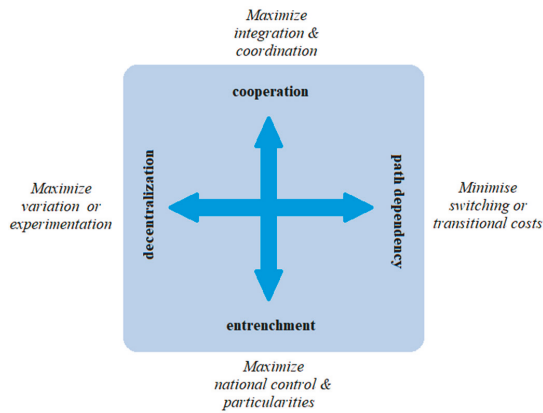 Maximize
integration &
coordination
cooperation
decentralization
path dependency
Maximize
variation or
experimentation
Minimise
switching or
transitional costs
entrenchment
Maximize
national control &
particularities